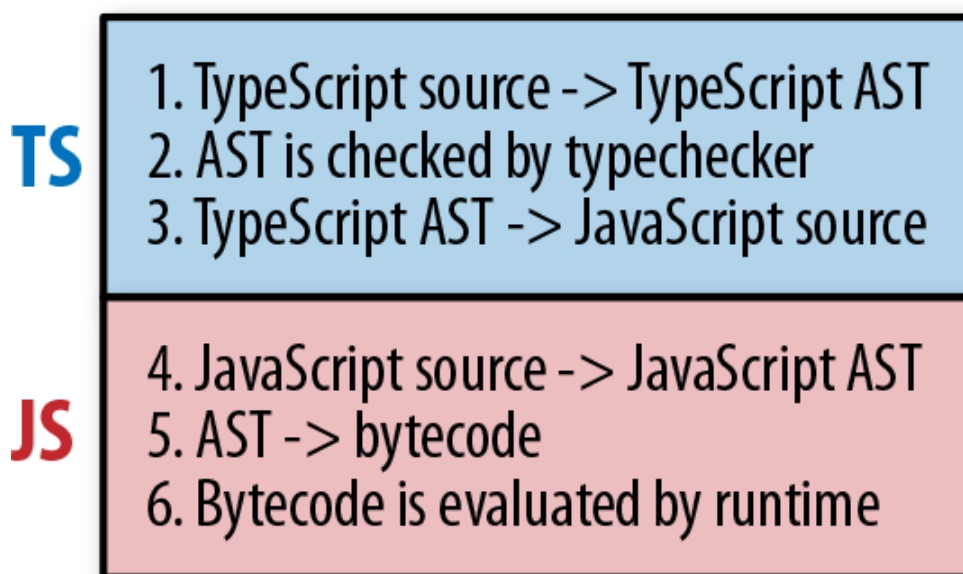 TS
1. TypeScript source -> TypeScript AST
2. AST is checked by typechecker
3. TypeScript AST -> JavaScript source
JS
4. JavaScript source -> JavaScript AST
5. AST -> bytecode
6. Bytecode is evaluated by runtime